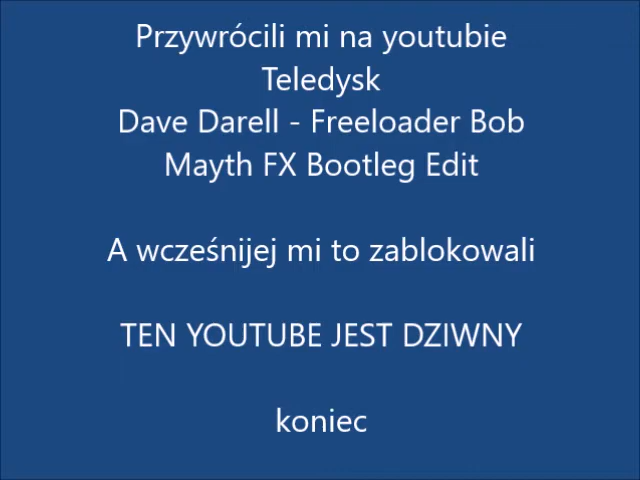 Przywrócili mi na youtubie
Teledysk
Dave Darell - Freeloader Bob
Mayth FX Bootleg Edit
A wcześnijej mi to zablokowali
TEN YOUTUBE JEST DZIWNY
koniec